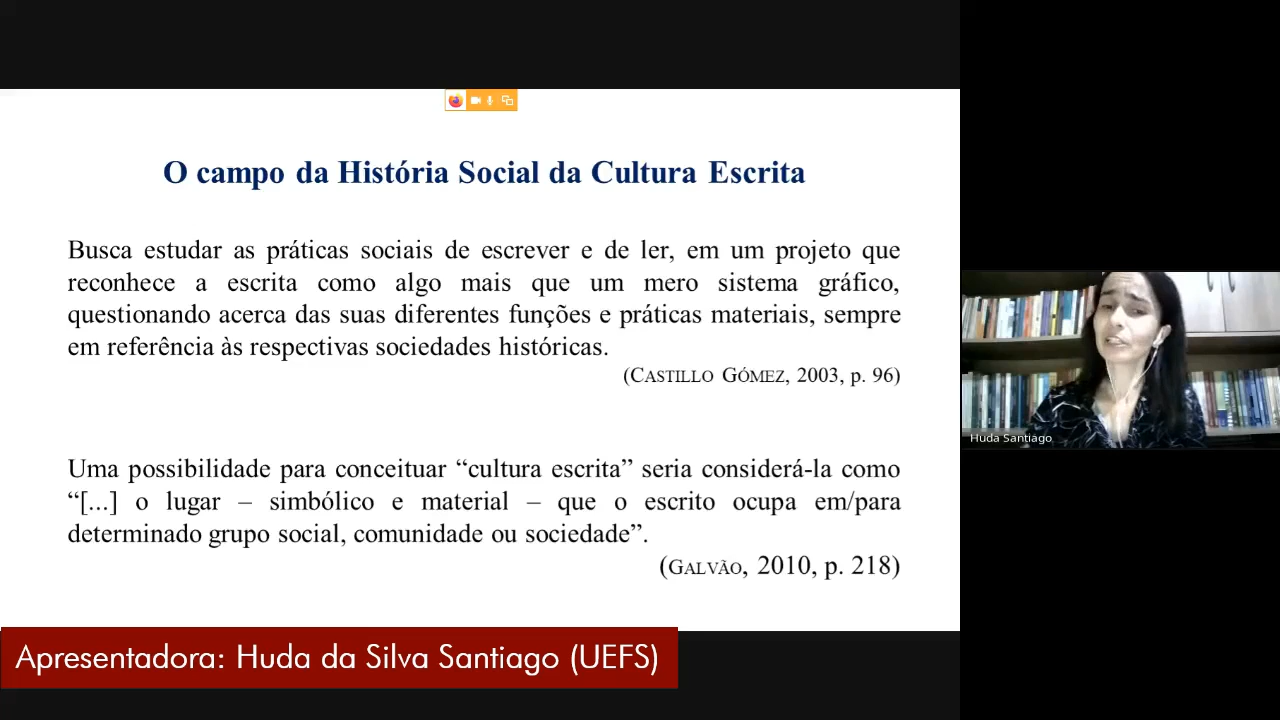 O campo da História Social da Cultura Escrita
Busca estudar as práticas sociais de escrever e de ler, em um projeto que
reconhece a escrita como algo mais que um mero sistema gráfico,
questionando acerca das suas diferentes funções e práticas materiais, sempre
em referência às respectivas sociedades históricas.
(CASTILLO GÓMEZ, 2003, p. 96)
Uma possibilidade para conceituar “cultura escrita” seria considerá-la como
“[...] o lugar – simbólico e material – que o escrito ocupa em/para
determinado grupo social, comunidade ou sociedade”.
(GALVÃO, 2010, p. 218)
Huda Santiago
Apresentadora: Huda da Silva Santiago (UEFS)